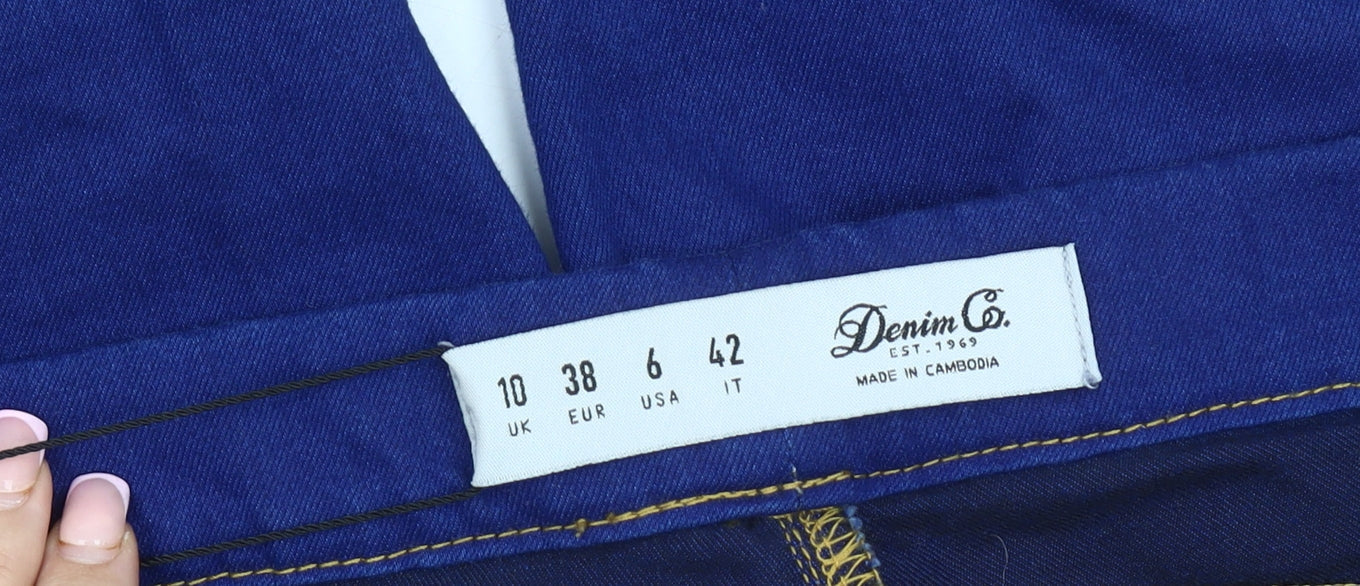 10 38 6 42
UK EUR USA IT
Denim Co.
EST. 1969
MADE IN CAMBODIA